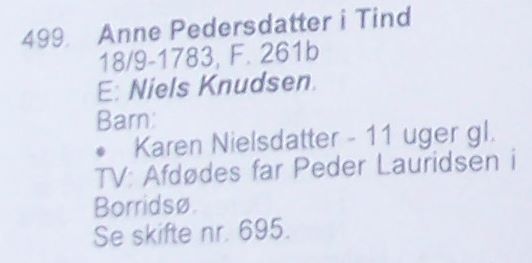 499. Anne Pedersdatter i Tind
18/9-1783, F. 261b
E: Niels Knudsen.
Barn:
• Karen Nielsdatter - 11 uger gl.
TV: Afdødes far Peder Lauridsen i
Borridsø.
Se skifte nr. 695.